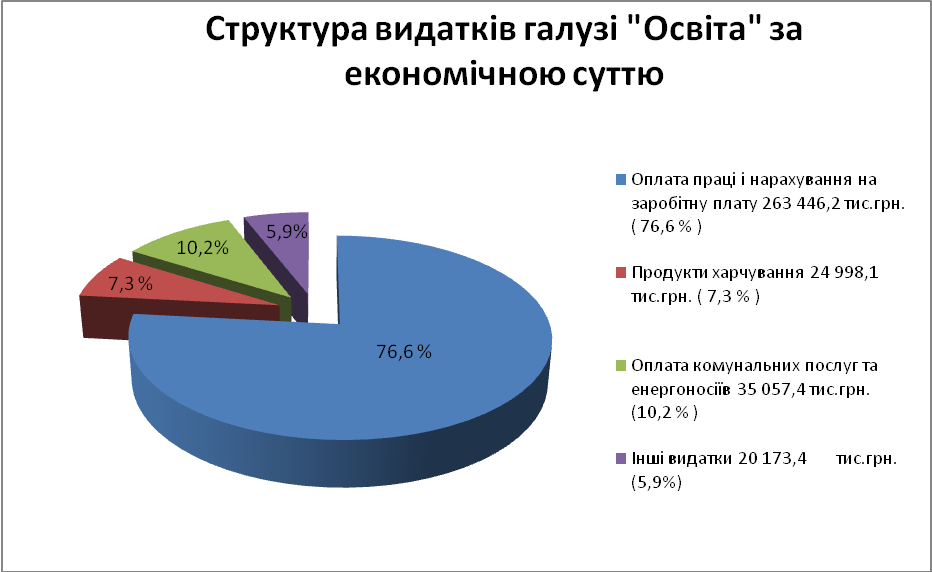 Структура видатків галузі "Освіта" за
економічною суттю
5,9%
10,2%
7,3 %
76,6 %
Оплата праці і нарахування на
заробітну плату 263 446,2 тис.грн.
( 76,6 % )
Продукти харчування 24 998,1
тис.грн. ( 7,3 % )
Оплата комунальних послуг та
енергоносіїв 35 057,4 тис.грн.
(10,2 % )
Інші видатки 20 173,4 тис.грн.
(5,9%)